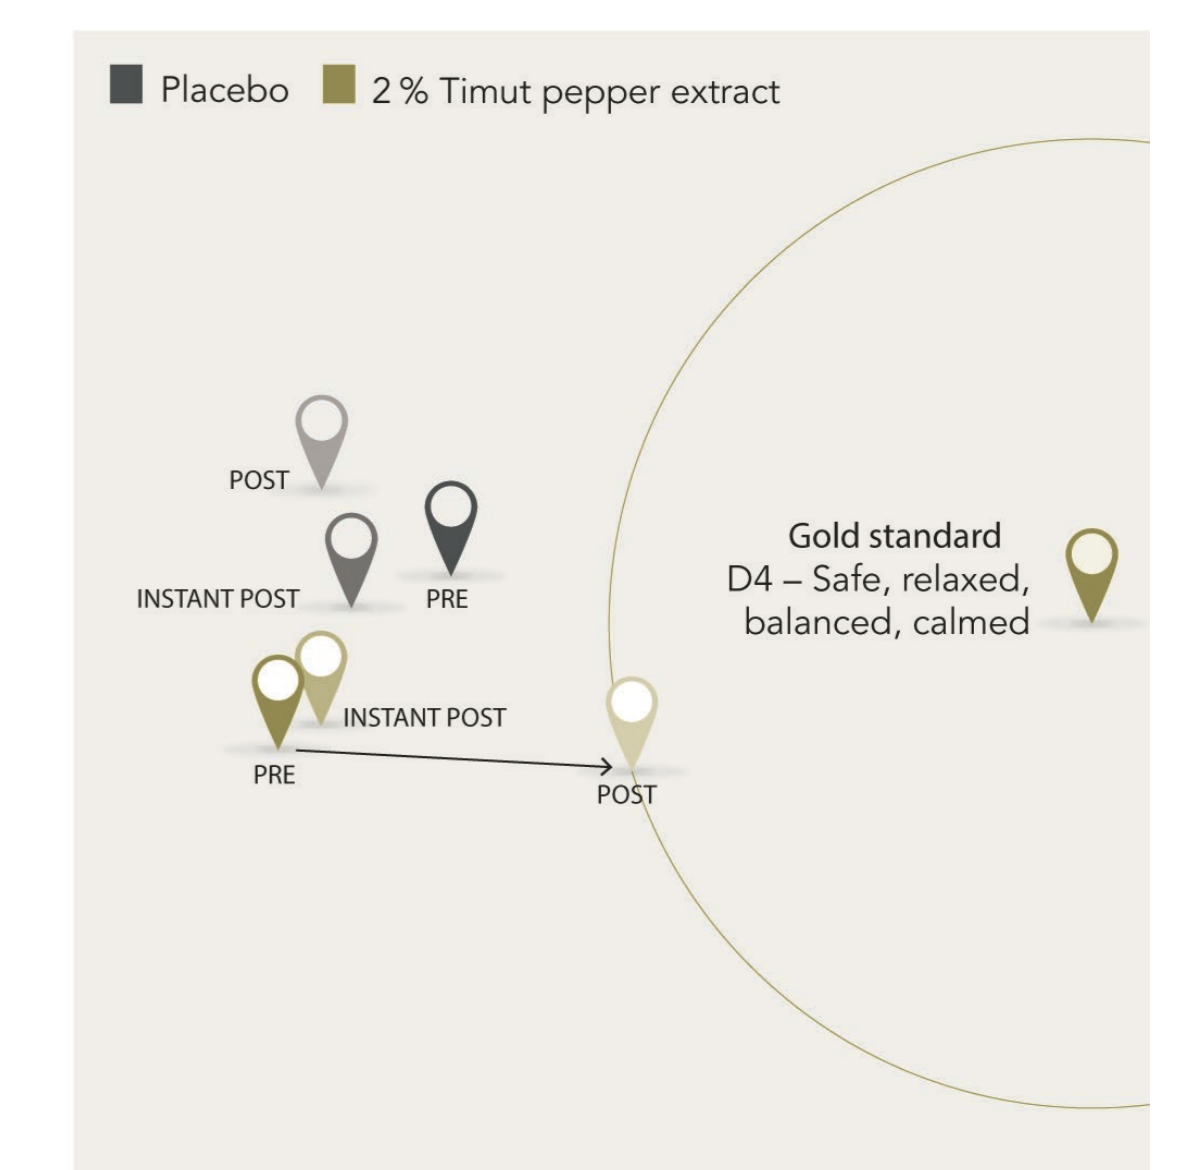 Placebo
2 % Timut pepper extract
POST
INSTANT POST
PRE
Gold standard
D4 – Safe, relaxed,
balanced, calmed
INSTANT POST
PRE
POST